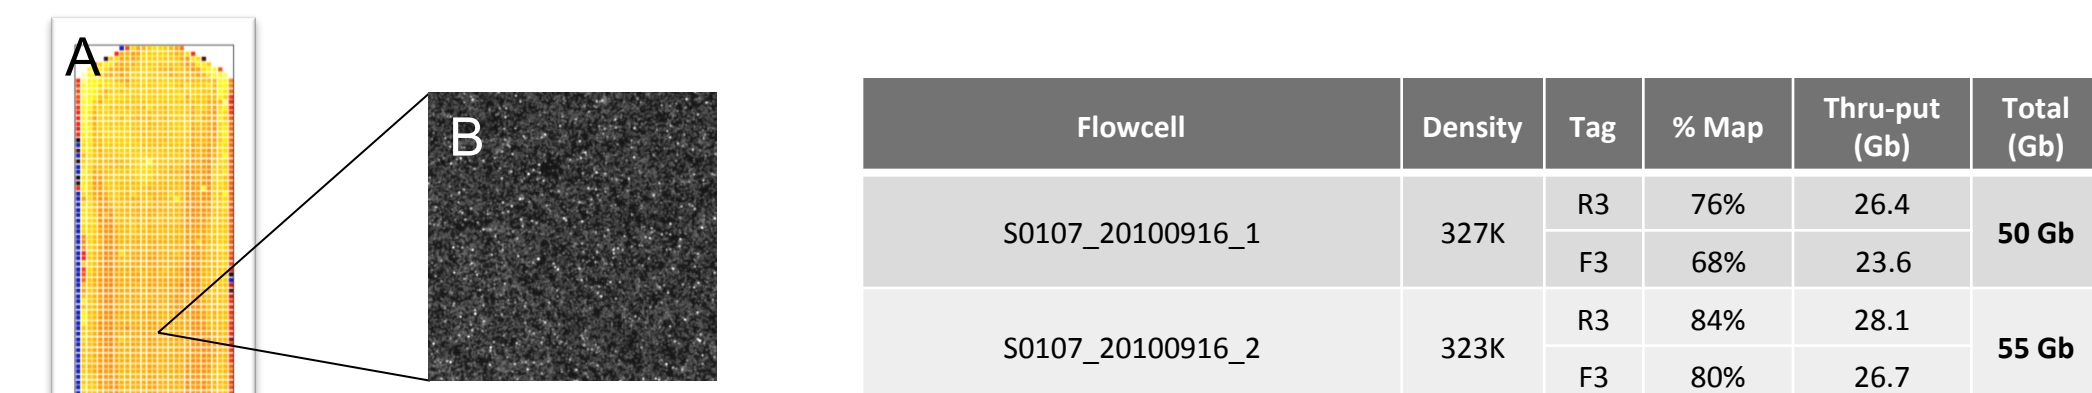 A
B
Flowcell Density Tag % Map Thru-put (Gb) Total (Gb)
S0107_20100916_1 327K R3 76% 26.4 50 Gb
F3 68% 23.6
S0107_20100916_2 323K R3 84% 28.1 55 Gb
F3 80% 26.7